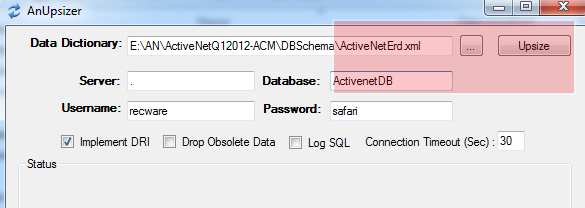 AnUpsizer
Data Dictionary: E:\AN\ActiveNetQ12012-ACM\DBSchema\ActiveNetErd.xml ... Upsize
Server: . Database: ActivenetDB
Username: recware Password: safari
Implement DRI Drop Obsolete Data Log SQL Connection Timeout (Sec) : 30
Status